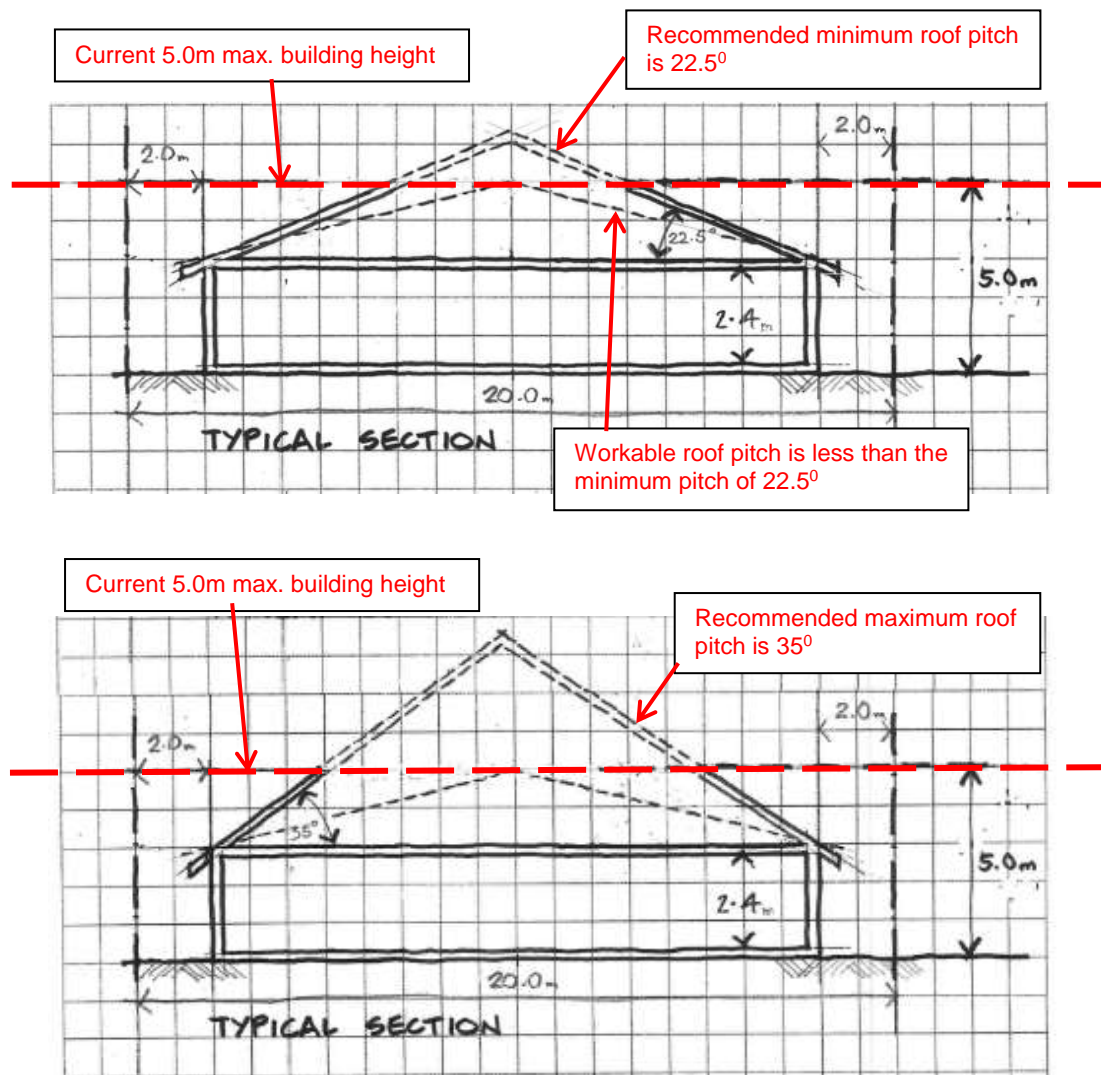 Current 5.0m max. building height
Recommended minimum roof pitch
is 22.5⁰
2.0m
2.0m
22.5°
5.0m
2.4m
20.0m
TYPICAL SECTION
Workable roof pitch is less than the
minimum pitch of 22.5⁰
Current 5.0m max. building height
Recommended maximum roof
pitch is 35⁰
2.0m
2.0m
35°
5.0m
2.4m
20.0m
TYPICAL SECTION